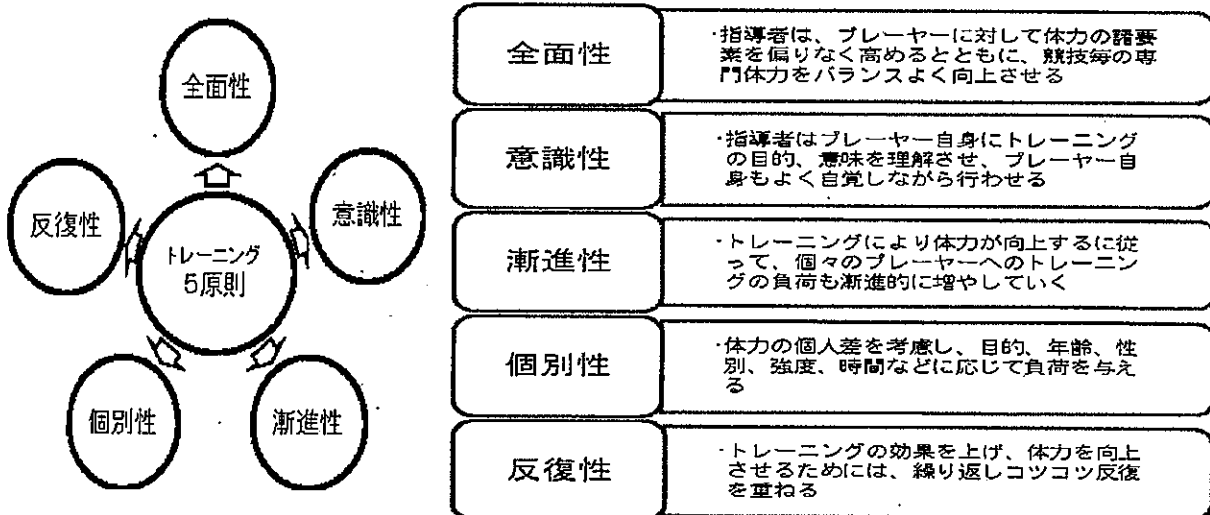 全面性
反復性
意識性
トレーニング
5原則
個別性
漸進性
全面性
・指導者は、プレーヤーに対して体力の諸要
素を偏りなく高めるとともに、競技毎の専
門体力をバランスよく向上させる
意識性
・指導者はプレーヤー自身にトレーニング
の目的、意味を理解させ、プレーヤー自
身もよく自覚しながら行わせる
漸進性
・トレーニングにより体力が向上するに従
って、個々のプレーヤーへのトレーニン
グの負荷も漸進的に増やしていく
個別性
・体力の個人差を考慮し、目的、年齢、性
別、強度、時間などに応じて負荷を与え
る
反復性
・トレーニングの効果を上げ、体力を向上
させるためには、繰り返しコツコツ反復
を重ねる